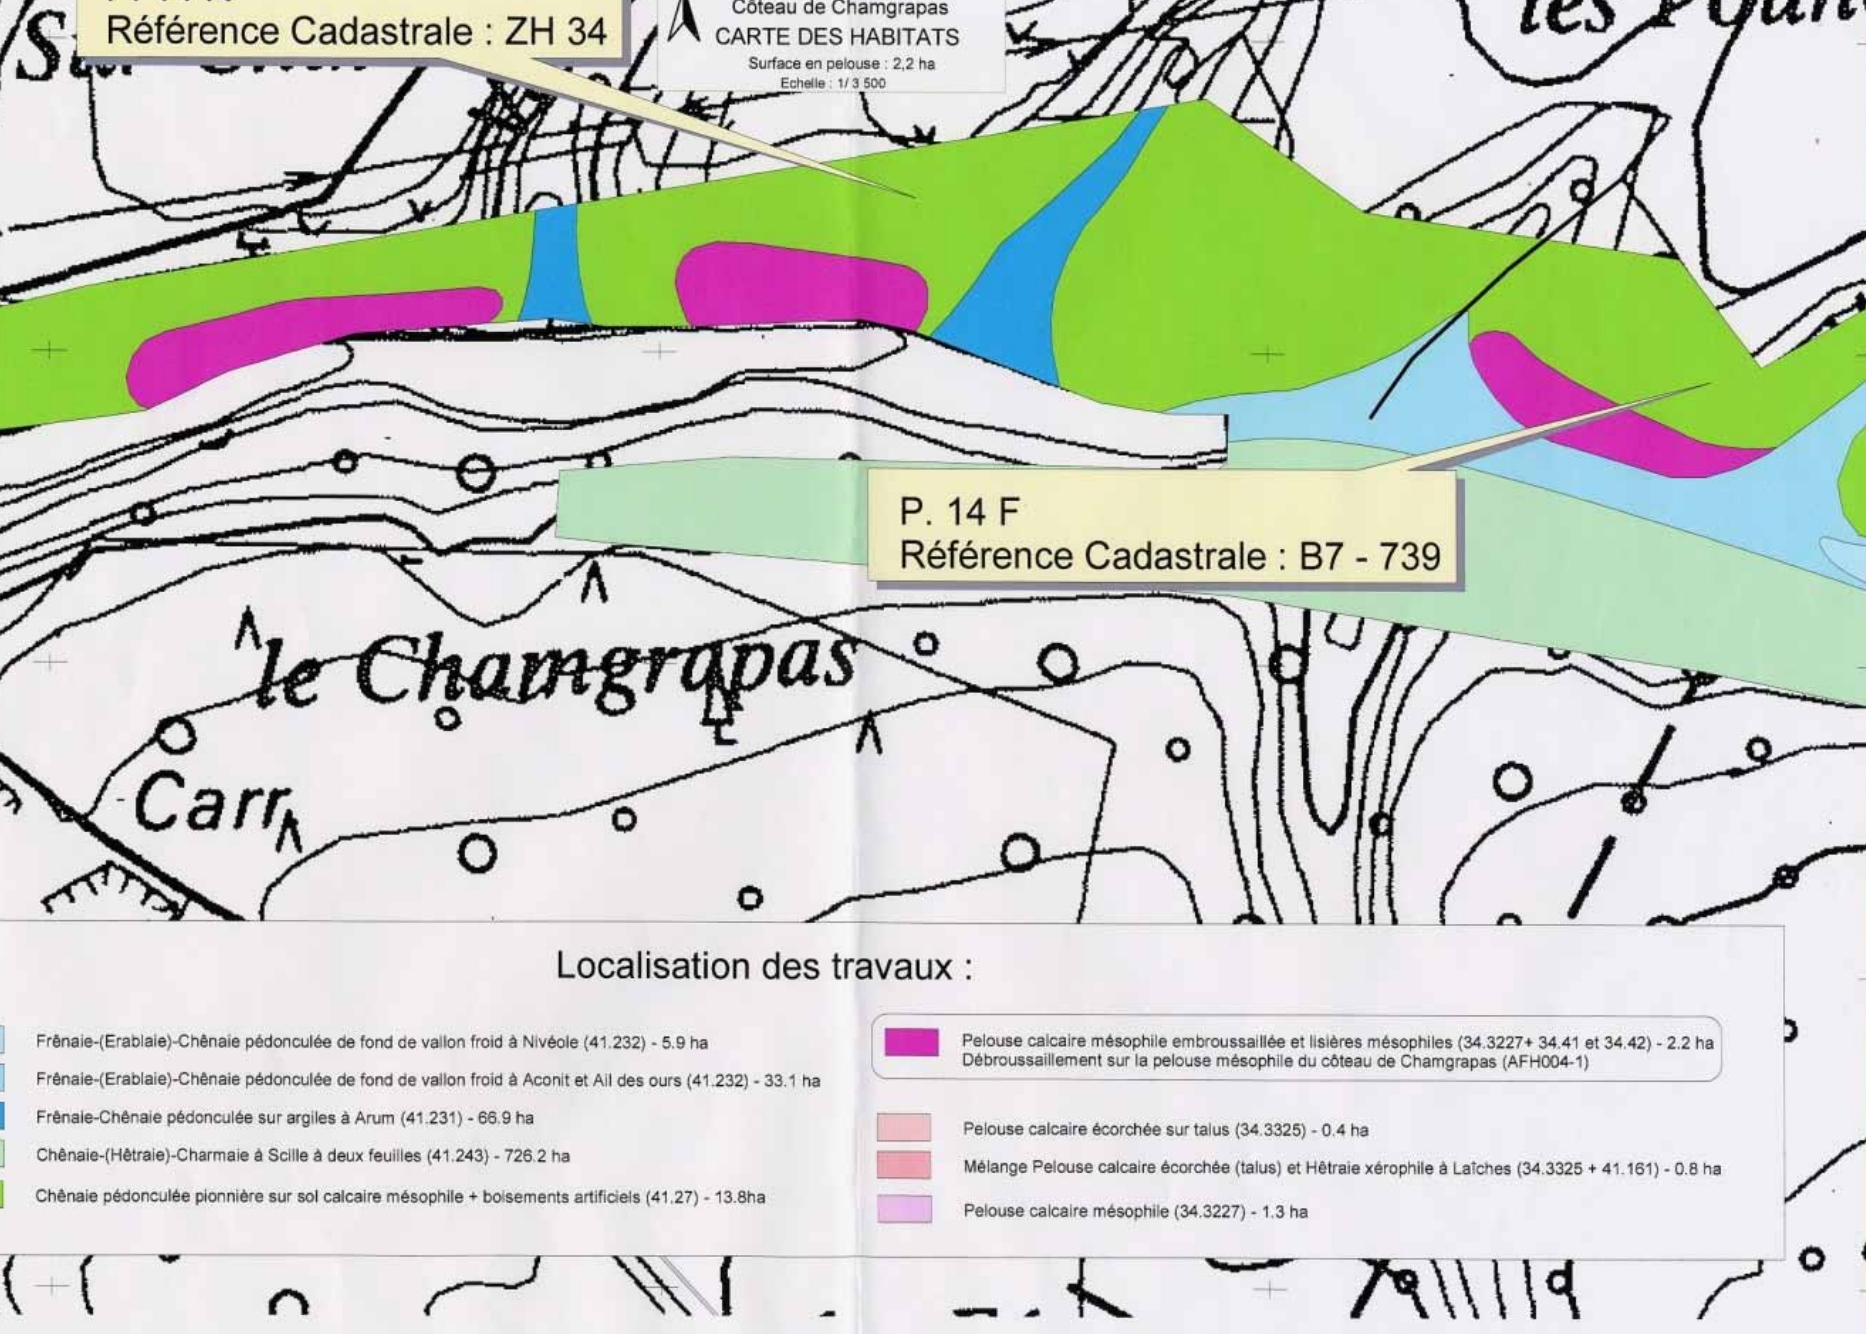 Référence Cadastrale : ZH 34
Côteau de Chamgrapas
CARTE DES HABITATS
Surface en pelouse : 2,2 ha
Echelle : 1/ 3 500
les
P. 14 F
Référence Cadastrale : B7 - 739
le Chamgrapas
Carr
Localisation des travaux :
Frênaie-(Erablaie)-Chênaie pédonculée de fond de vallon froid à Nivéole (41.232) - 5.9 ha
Frênaie-(Erablaie)-Chênaie pédonculée de fond de vallon froid à Aconit et Ail des ours (41.232) - 33.1 ha
Frênaie-Chênaie pédonculée sur argiles à Arum (41.231) - 66.9 ha
Chênaie-(Hêtraie)-Charmaie à Scille à deux feuilles (41.243) - 726.2 ha
Chênaie pédonculée pionnière sur sol calcaire mésophile + boisements artificiels (41.27) - 13.8ha
Pelouse calcaire mésophile embroussaillée et lisières mésophiles (34.3227+ 34.41 et 34.42) - 2.2 ha
Débroussaillement sur la pelouse mésophile du côteau de Chamgrapas (AFH004-1)
Pelouse calcaire écorchée sur talus (34.3325) - 0.4 ha
Mélange Pelouse calcaire écorchée (talus) et Hêtraie xérophile à Laîches (34.3325 + 41.161) - 0.8 ha
Pelouse calcaire mésophile (34.3227) - 1.3 ha